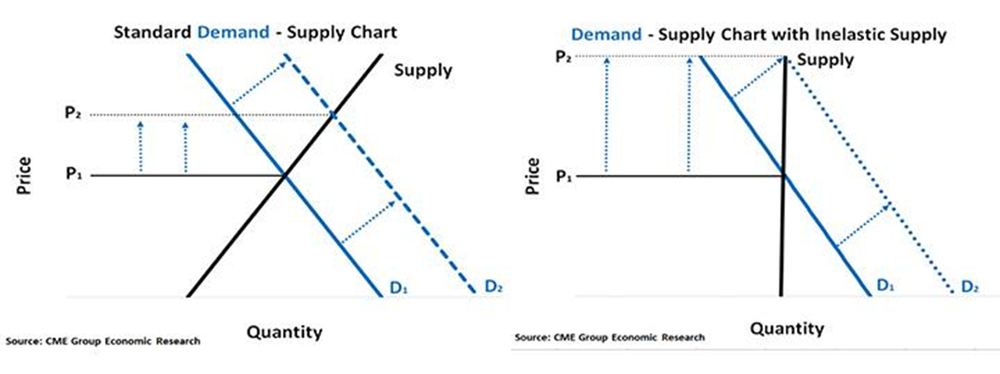 Standard Demand - Supply Chart
Supply
P₂
P₁
Price
D₁
D₂
Quantity
Source: CME Group Economic Research
Demand - Supply Chart with Inelastic Supply
P₂
Supply
P₁
Price
D₁
D₂
Quantity
Source: CME Group Economic Research